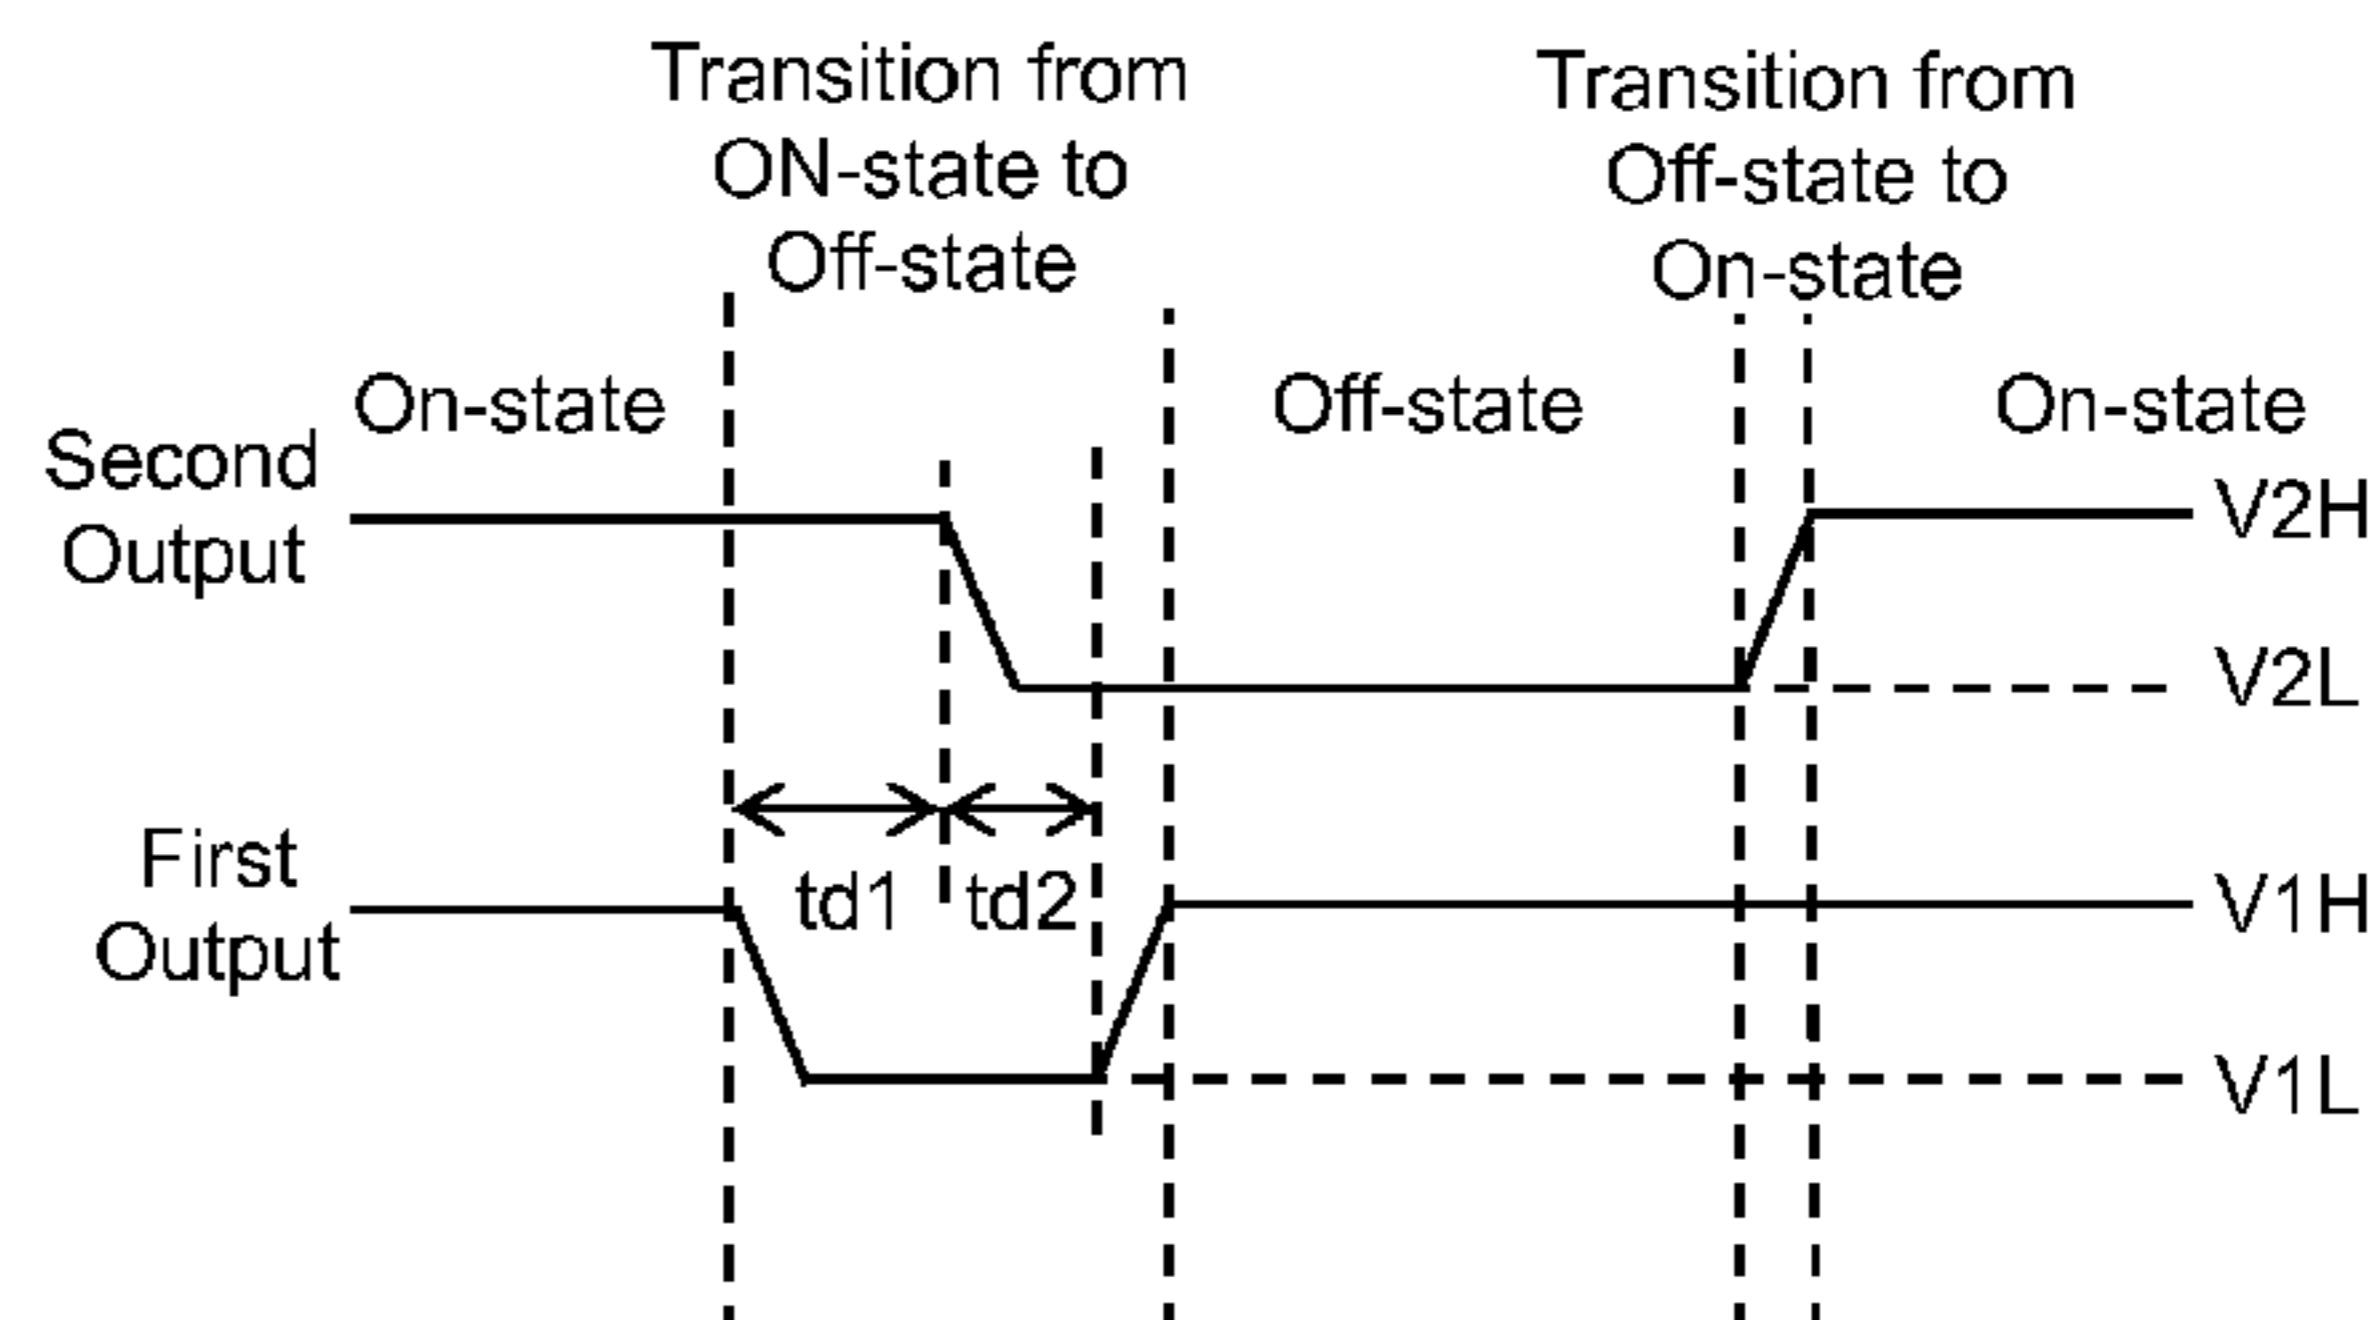 Transition from
ON-state to
Off-state
Transition from
Off-state to
On-state
On-state
Off-state
On-state
Second
Output
V2H
V2L
td1
td2
First
Output
V1H
V1L